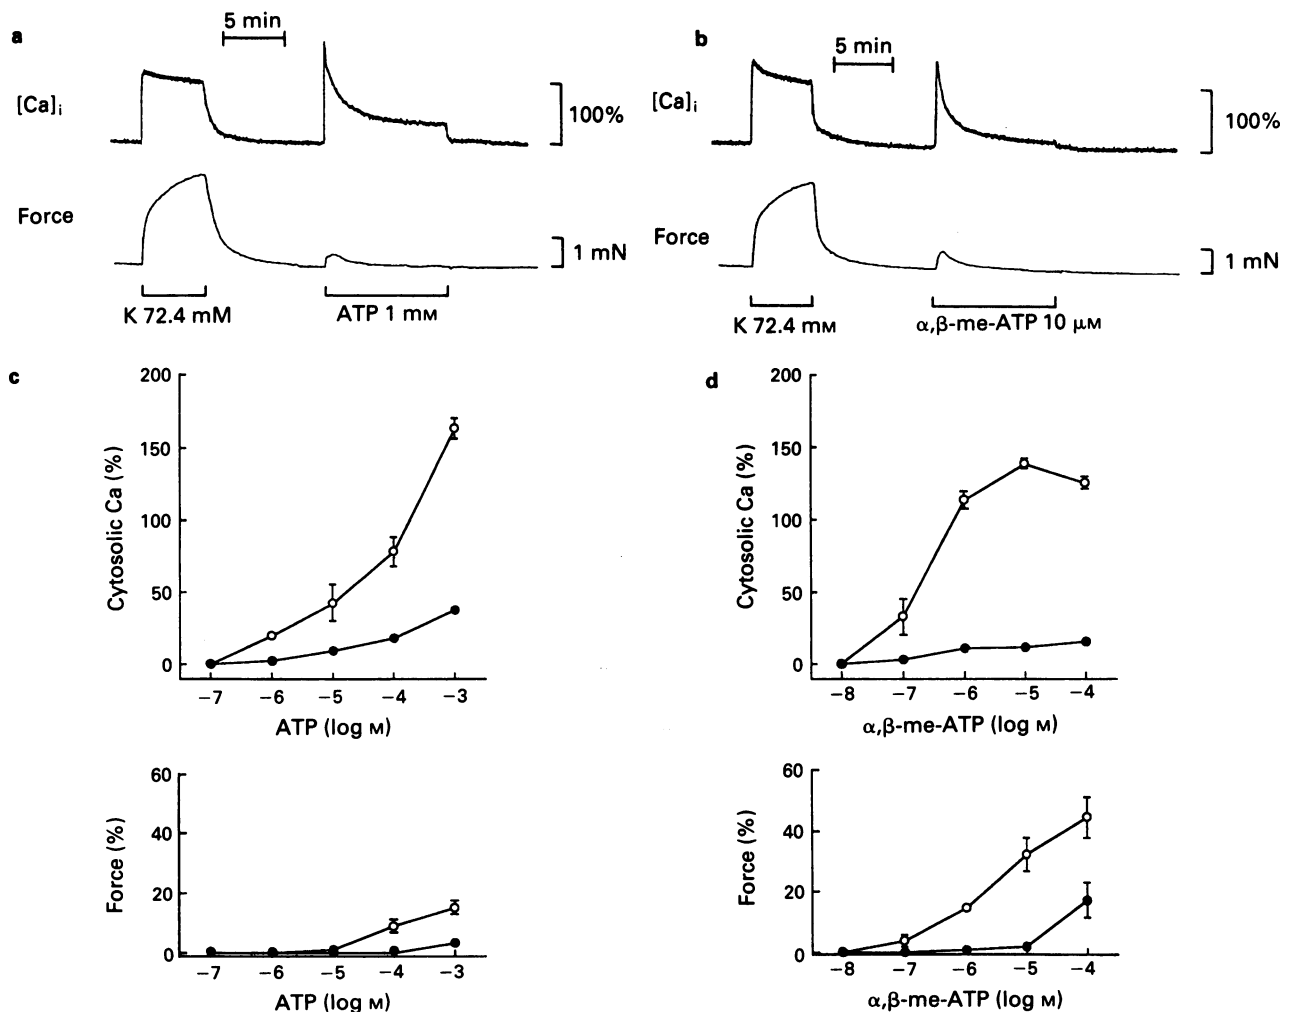 a
5 min
[Ca]i
100%
Force
1 mN
K 72.4 mM
ATP 1 mM
b
5 min
[Ca]i
100%
Force
1 mN
K 72.4 mM
α,β-me-ATP 10 μM
c
200
150
100
50
0
Cytosolic Ca (%)
−7 −6 −5 −4 −3
ATP (log M)
60
40
20
0
Force (%)
−7 −6 −5 −4 −3
ATP (log M)
d
200
150
100
50
0
Cytosolic Ca (%)
−8 −7 −6 −5 −4
α,β-me-ATP (log M)
60
40
20
0
Force (%)
−8 −7 −6 −5 −4
α,β-me-ATP (log M)